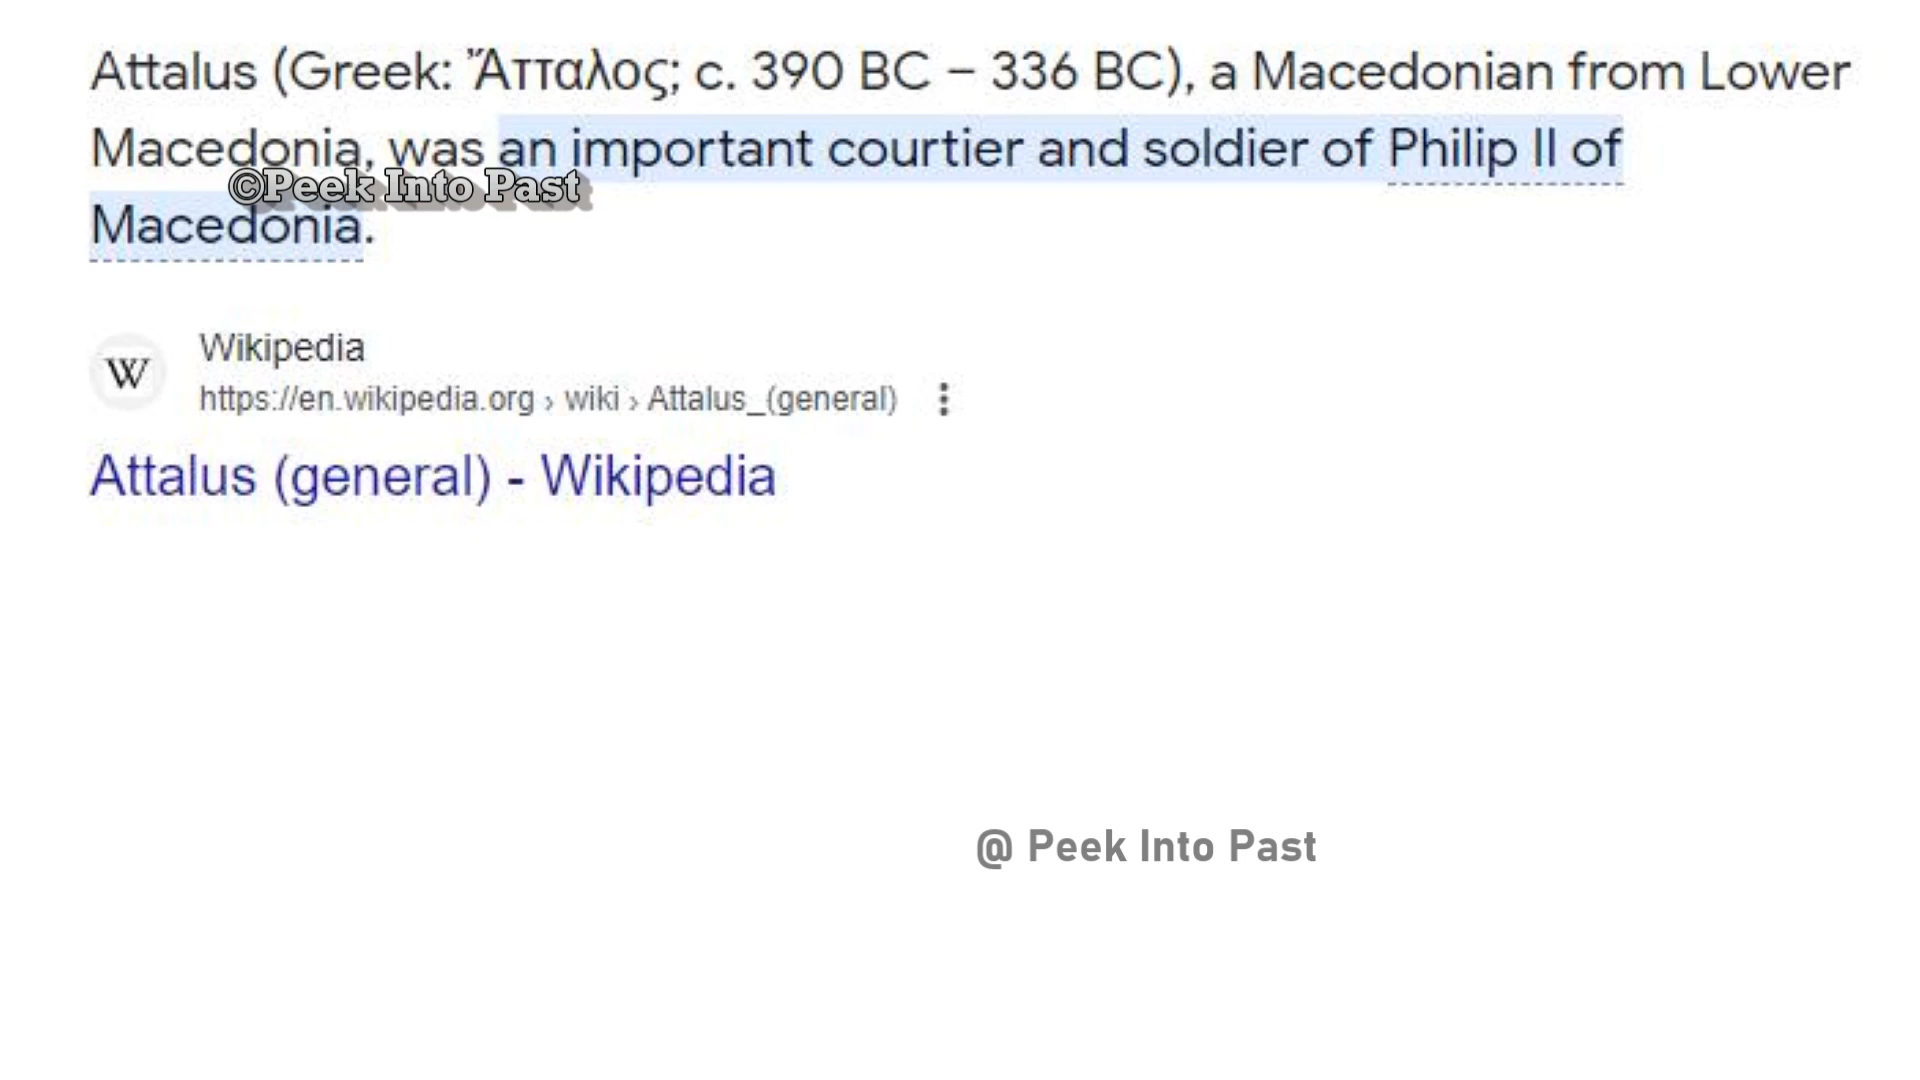 Attalus (Greek: Ἄτταλος; c. 390 BC – 336 BC), a Macedonian from Lower
Macedonia, was an important courtier and soldier of Philip II of
©Peek Into Past
Macedonia.
W
Wikipedia
https://en.wikipedia.org › wiki › Attalus_(general)
Attalus (general) - Wikipedia
@ Peek Into Past